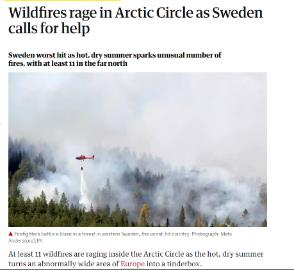 Wildfires rage in Arctic Circle as Sweden
calls for help
Sweden worst hit as hot, dry summer sparks unusual number of
fires, with at least 11 in the far north
▲ Firefighters battle a blaze in a forest in western Sweden, the worst-hit country. Photograph: Mats
Andersson/EPA
At least 11 wildfires are raging inside the Arctic Circle as the hot, dry summer
turns an abnormally wide area of Europe into a tinderbox.